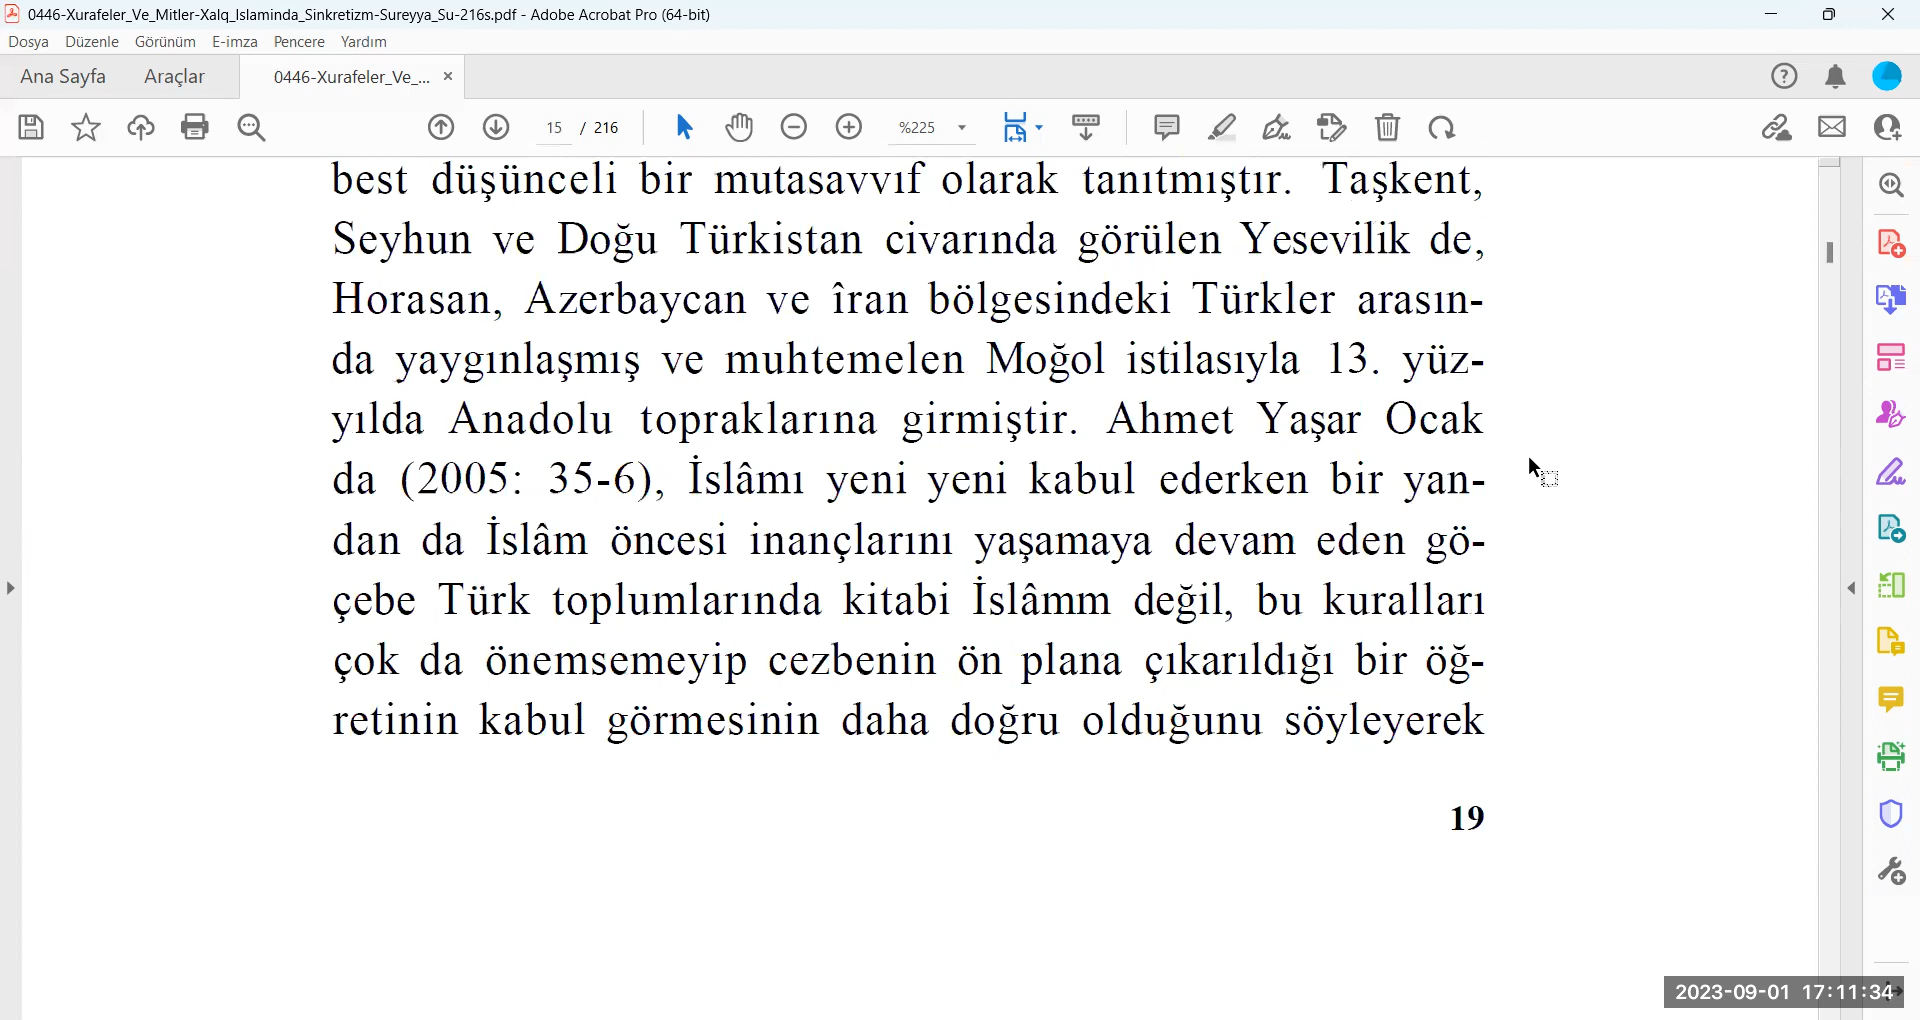 0446-Xurafeler_Ve_Mitler-Xalq_Islaminda_Sinkretizm-Sureyya_Su-216s.pdf - Adobe Acrobat Pro (64-bit)
Dosya Düzenle Görünüm E-imza Pencere Yardım
Ana Sayfa Araçlar 0446-Xurafeler_Ve_... ×
15 / 216 %225
best düşünceli bir mutasavvıf olarak tanıtmıştır. Taşkent,
Seyhun ve Doğu Türkistan civarında görülen Yesevilik de,
Horasan, Azerbaycan ve îran bölgesindeki Türkler arasın-
da yaygınlaşmış ve muhtemelen Moğol istilasıyla 13. yüz-
yılda Anadolu topraklarına girmiştir. Ahmet Yaşar Ocak
da (2005: 35-6), İslâmı yeni yeni kabul ederken bir yan-
dan da İslâm öncesi inançlarını yaşamaya devam eden gö-
çebe Türk toplumlarında kitabi İslâmm değil, bu kuralları
çok da önemsemeyip cezbenin ön plana çıkarıldığı bir öğ-
retinin kabul görmesinin daha doğru olduğunu söyleyerek
19
2023-09-01 17:11:34